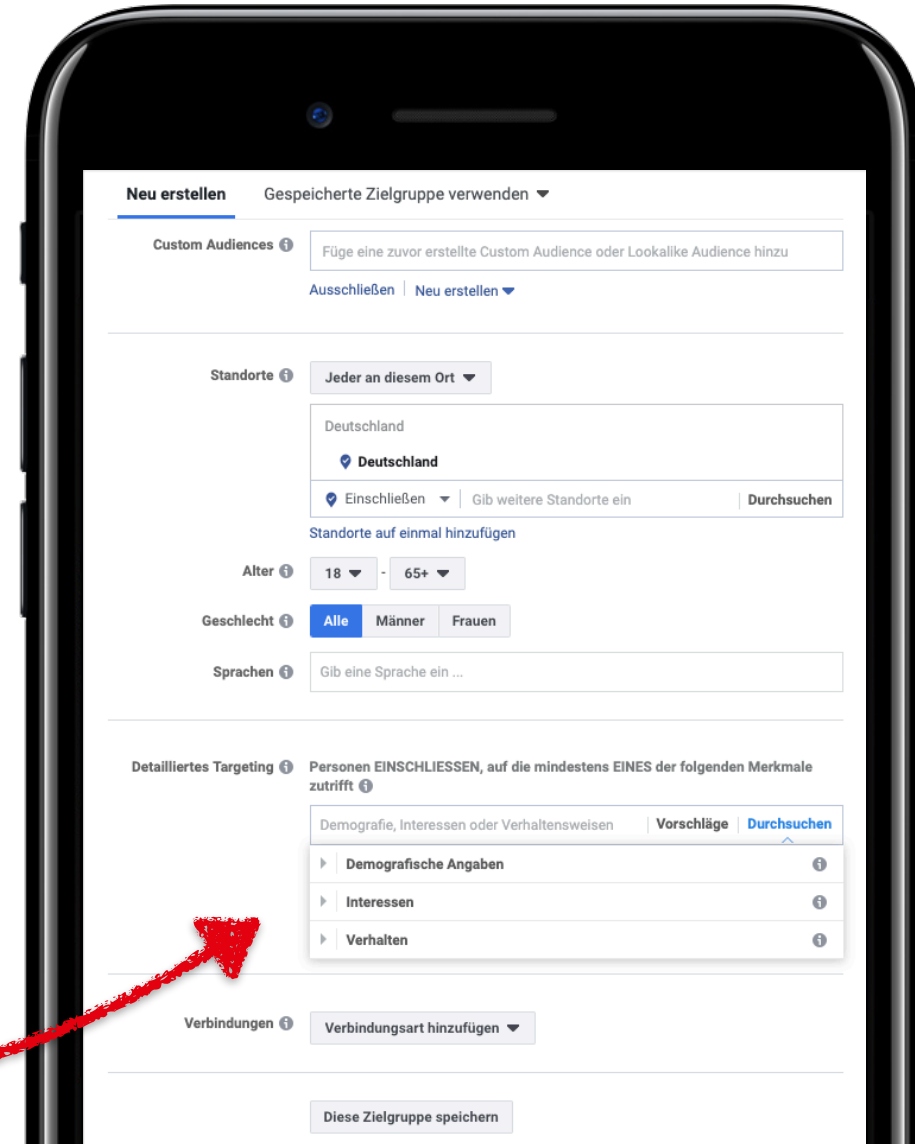 Neu erstellen Gespeicherte Zielgruppe verwenden
Custom Audiences Füge eine zuvor erstellte Custom Audience oder Lookalike Audience hinzu
Ausschließen Neu erstellen
Standorte Jeder an diesem Ort
Deutschland
Deutschland
Einschließen Gib weitere Standorte ein Durchsuchen
Standorte auf einmal hinzufügen
Alter 18 - 65+
Geschlecht Alle Männer Frauen
Sprachen Gib eine Sprache ein ...
Detailliertes Targeting Personen EINSCHLIESSEN, auf die mindestens EINES der folgenden Merkmale
zutrifft
Demografie, Interessen oder Verhaltensweisen Vorschläge Durchsuchen
Demografische Angaben
Interessen
Verhalten
Verbindungen Verbindungsart hinzufügen
Diese Zielgruppe speichern